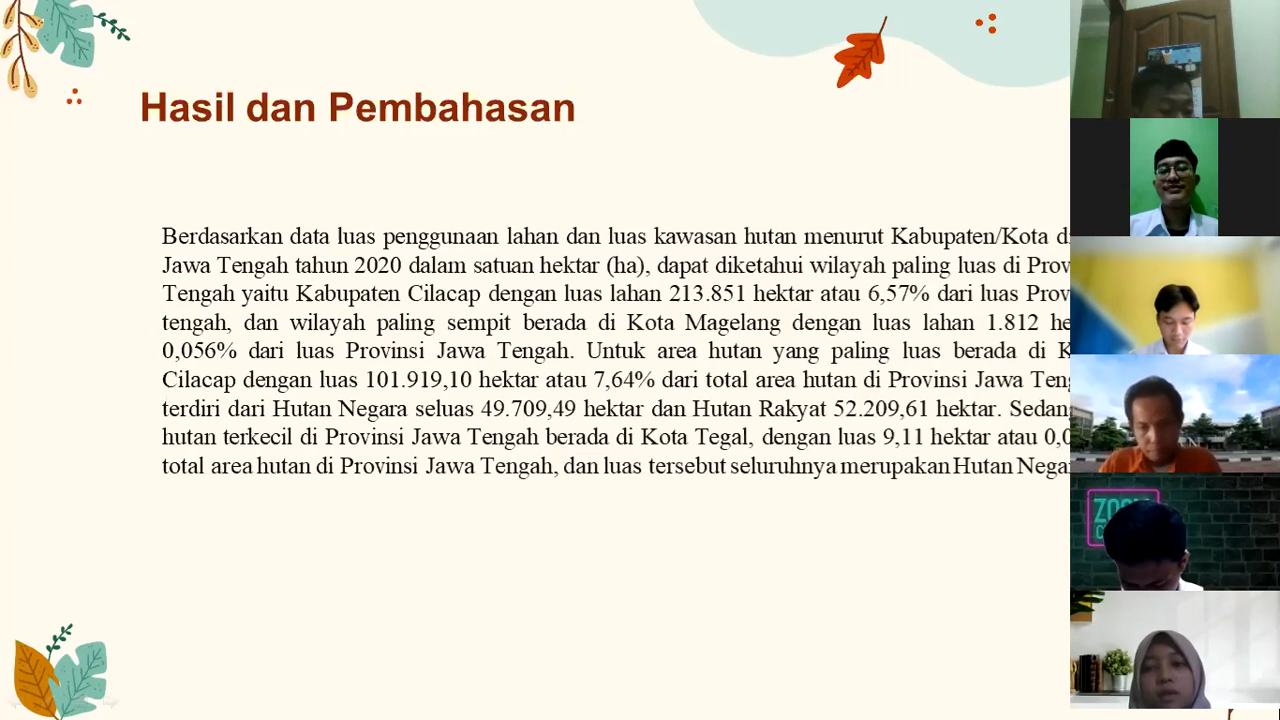 Hasil dan Pembahasan
Berdasarkan data luas penggunaan lahan dan luas kawasan hutan menurut Kabupaten/Kota
Jawa Tengah tahun 2020 dalam satuan hektar (ha), dapat diketahui wilayah paling luas di
Tengah yaitu Kabupaten Cilacap dengan luas lahan 213.851 hektar atau 6,57% dari luas
tengah, dan wilayah paling sempit berada di Kota Magelang dengan luas lahan 1.812
0,056% dari luas Provinsi Jawa Tengah. Untuk area hutan yang paling luas berada di
Cilacap dengan luas 101.919,10 hektar atau 7,64% dari total area hutan di Provinsi Jawa
terdiri dari Hutan Negara seluas 49.709,49 hektar dan Hutan Rakyat 52.209,61 hektar.
hutan terkecil di Provinsi Jawa Tengah berada di Kota Tegal, dengan luas 9,11 hektar atau
total area hutan di Provinsi Jawa Tengah, dan luas tersebut seluruhnya merupakan Hutan